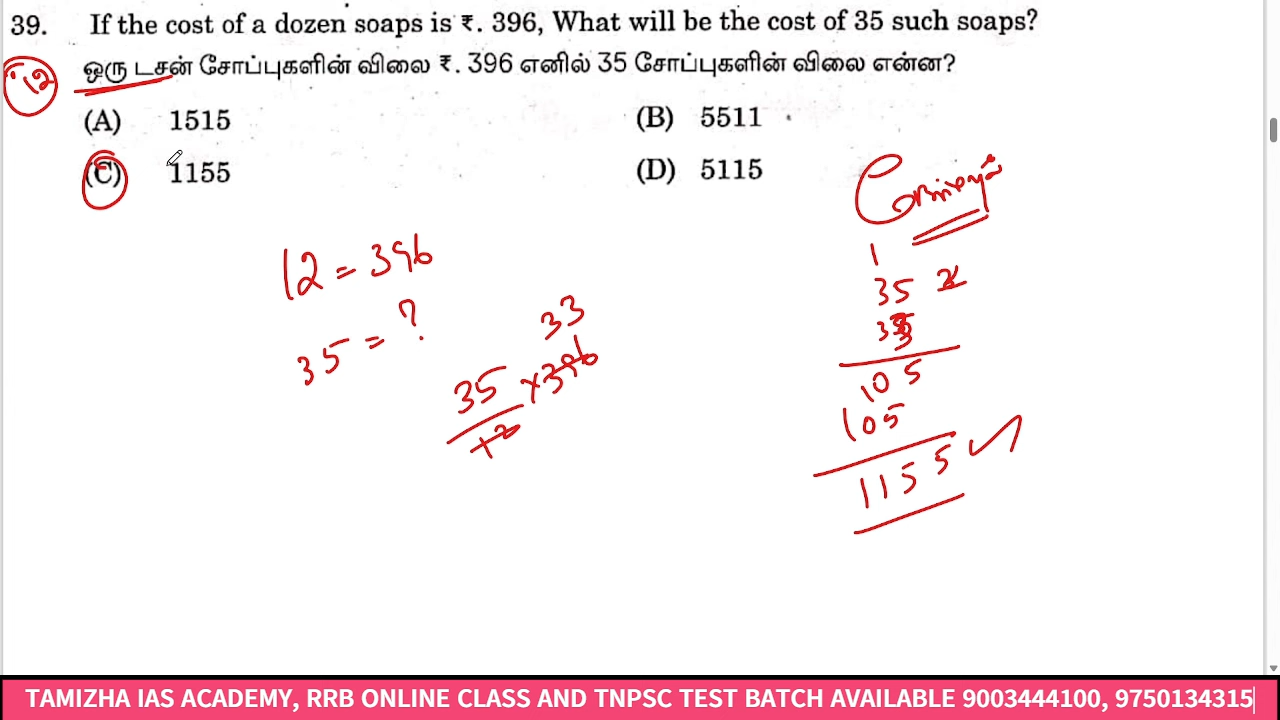 39. If the cost of a dozen soaps is ₹. 396, What will be the cost of 35 such soaps?
12 ஒரு டசன் சோப்புகளின் விலை ₹. 396 எனில் 35 சோப்புகளின் விலை என்ன?
(A) 1515 (B) 5511
(C) 1155 (D) 5115
12 = 396
35 = ?
33
35 × 396
12
1
35 ×
33
105
105
1155
TAMIZHA IAS ACADEMY, RRB ONLINE CLASS AND TNPSC TEST BATCH AVAILABLE 9003444100, 9750134315